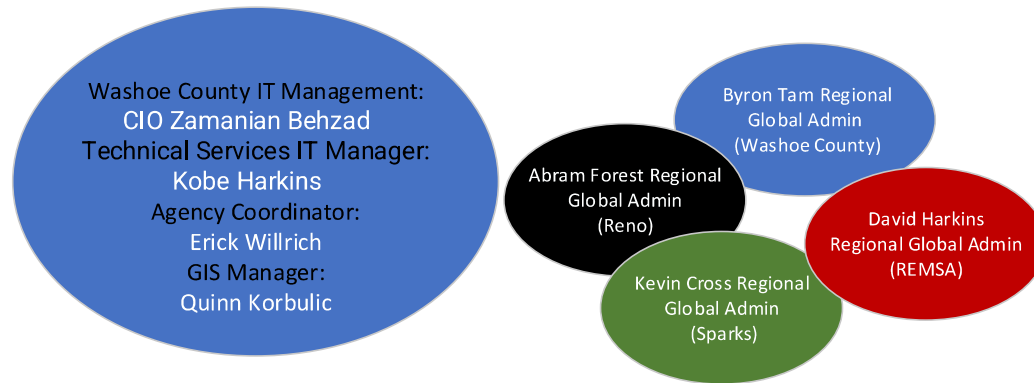 Washoe County IT Management:
CIO Zamanian Behzad
Technical Services IT Manager:
Kobe Harkins
Agency Coordinator:
Erick Willrich
GIS Manager:
Quinn Korbulic
Byron Tam Regional
Global Admin
(Washoe County)
Abram Forest Regional
Global Admin
(Reno)
David Harkins
Regional Global Admin
(REMSA)
Kevin Cross Regional
Global Admin
(Sparks)